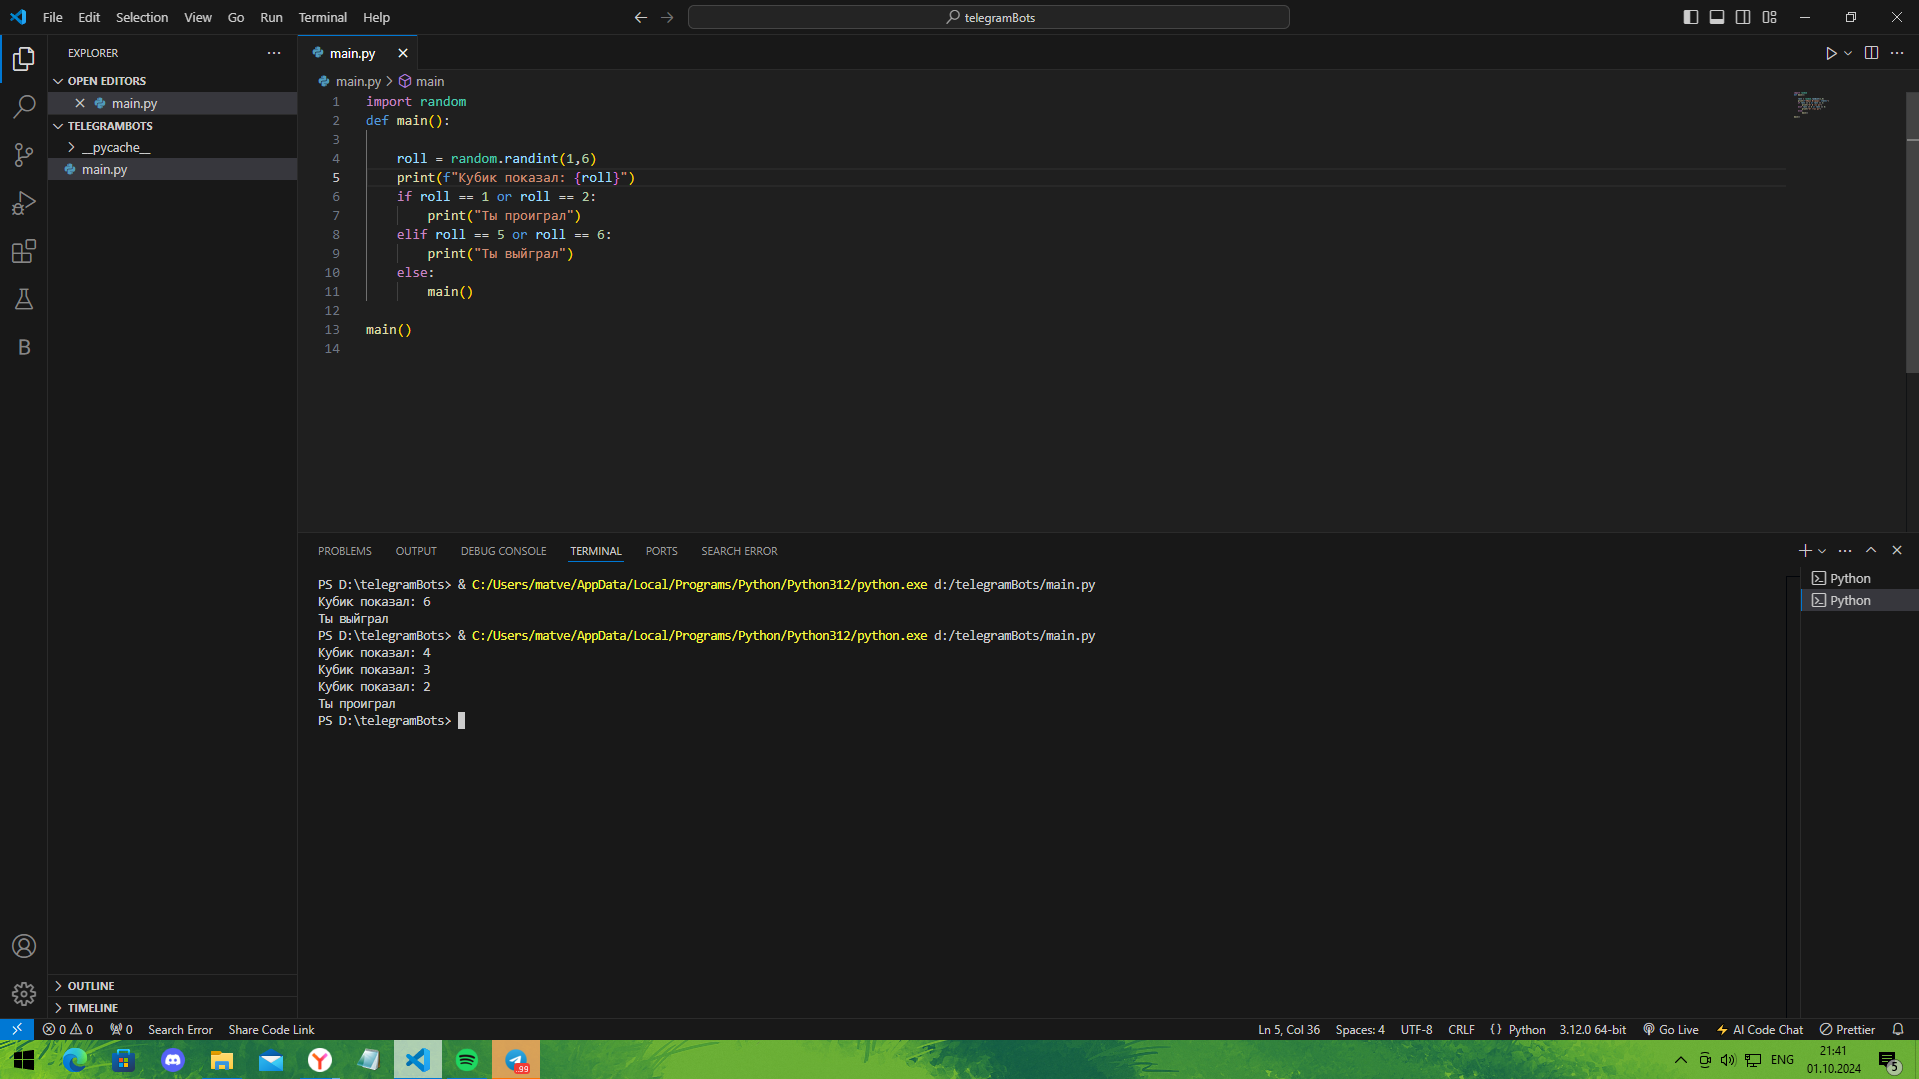 File Edit Selection View Go Run Terminal Help
telegramBots
EXPLORER
OPEN EDITORS
main.py
TELEGRAMBOTS
__pycache__
main.py
OUTLINE
TIMELINE
main.py
main.py > main
1 import random
2 def main():
3
4 roll = random.randint(1,6)
5 print(f"Кубик показал: {roll}")
6 if roll == 1 or roll == 2:
7 print("Ты проиграл")
8 elif roll == 5 or roll == 6:
9 print("Ты выйграл")
10 else:
11 main()
12
13 main()
14
PROBLEMS OUTPUT DEBUG CONSOLE TERMINAL PORTS SEARCH ERROR
PS D:\telegramBots> & C:/Users/matve/AppData/Local/Programs/Python/Python312/python.exe d:/telegramBots/main.py
Кубик показал: 6
Ты выйграл
PS D:\telegramBots> & C:/Users/matve/AppData/Local/Programs/Python/Python312/python.exe d:/telegramBots/main.py
Кубик показал: 4
Кубик показал: 3
Кубик показал: 2
Ты проиграл
PS D:\telegramBots>
Python
Python
0 0 0 Search Error Share Code Link
Ln 5, Col 36 Spaces: 4 UTF-8 CRLF {} Python 3.12.0 64-bit Go Live AI Code Chat Prettier
.99
ENG
21:41
01.10.2024
5